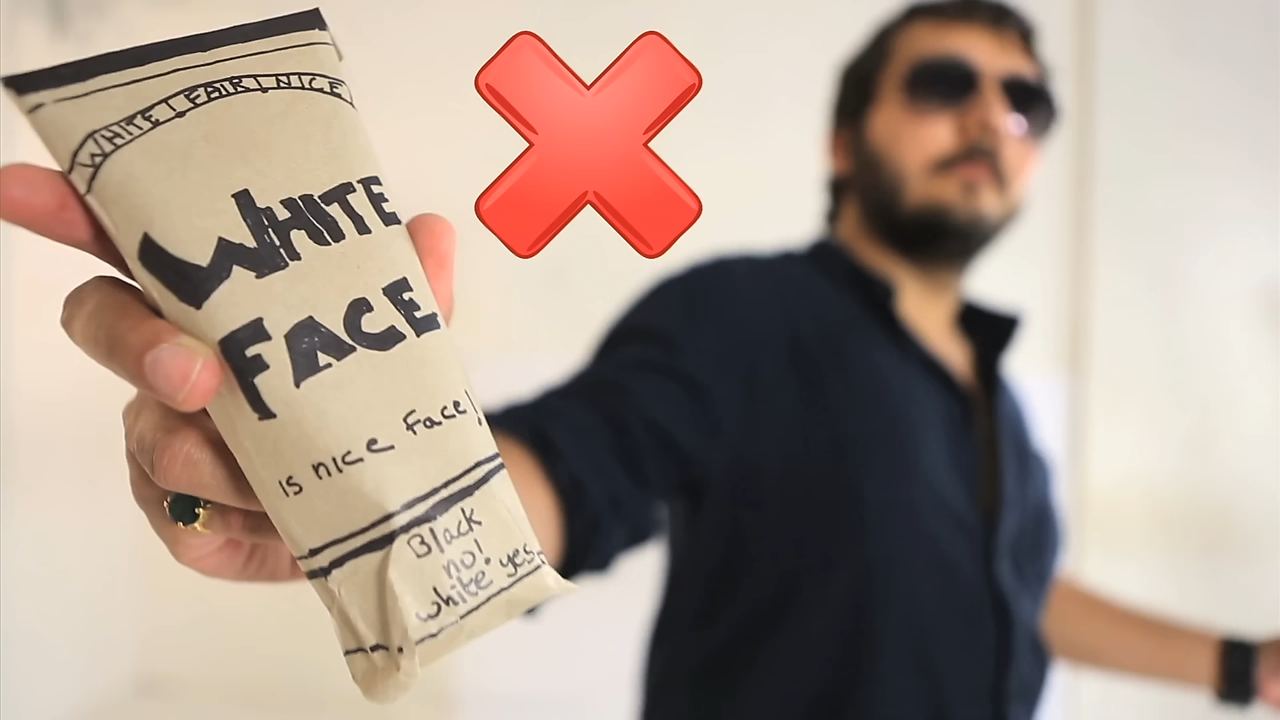 WHITE | FAIR | NICE
WHITE
FACE
is nice face!
Black
no!
white yes